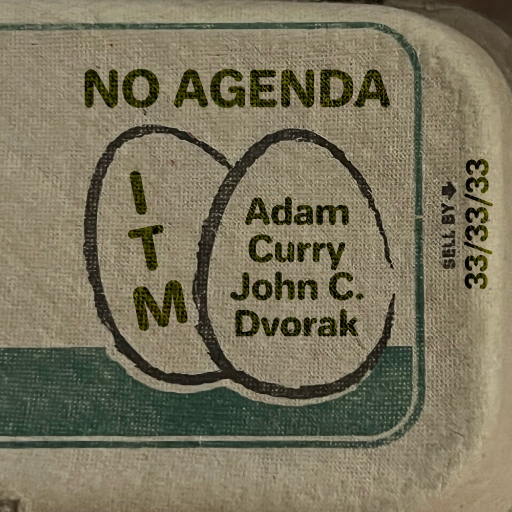 NO AGENDA
I
T
M
Adam
Curry
John C.
Dvorak
SELL BY
33/33/33